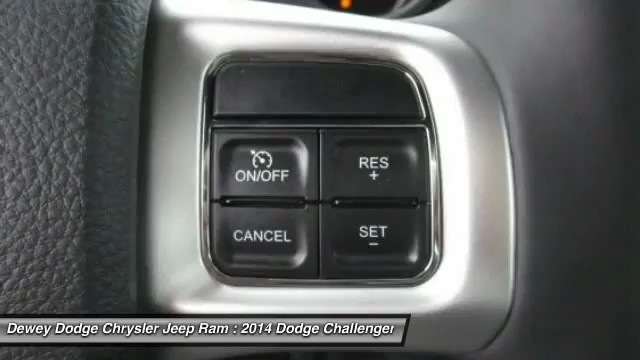 ON/OFF
RES
+
CANCEL
SET
−
Dewey Dodge Chrysler Jeep Ram : 2014 Dodge Challenger